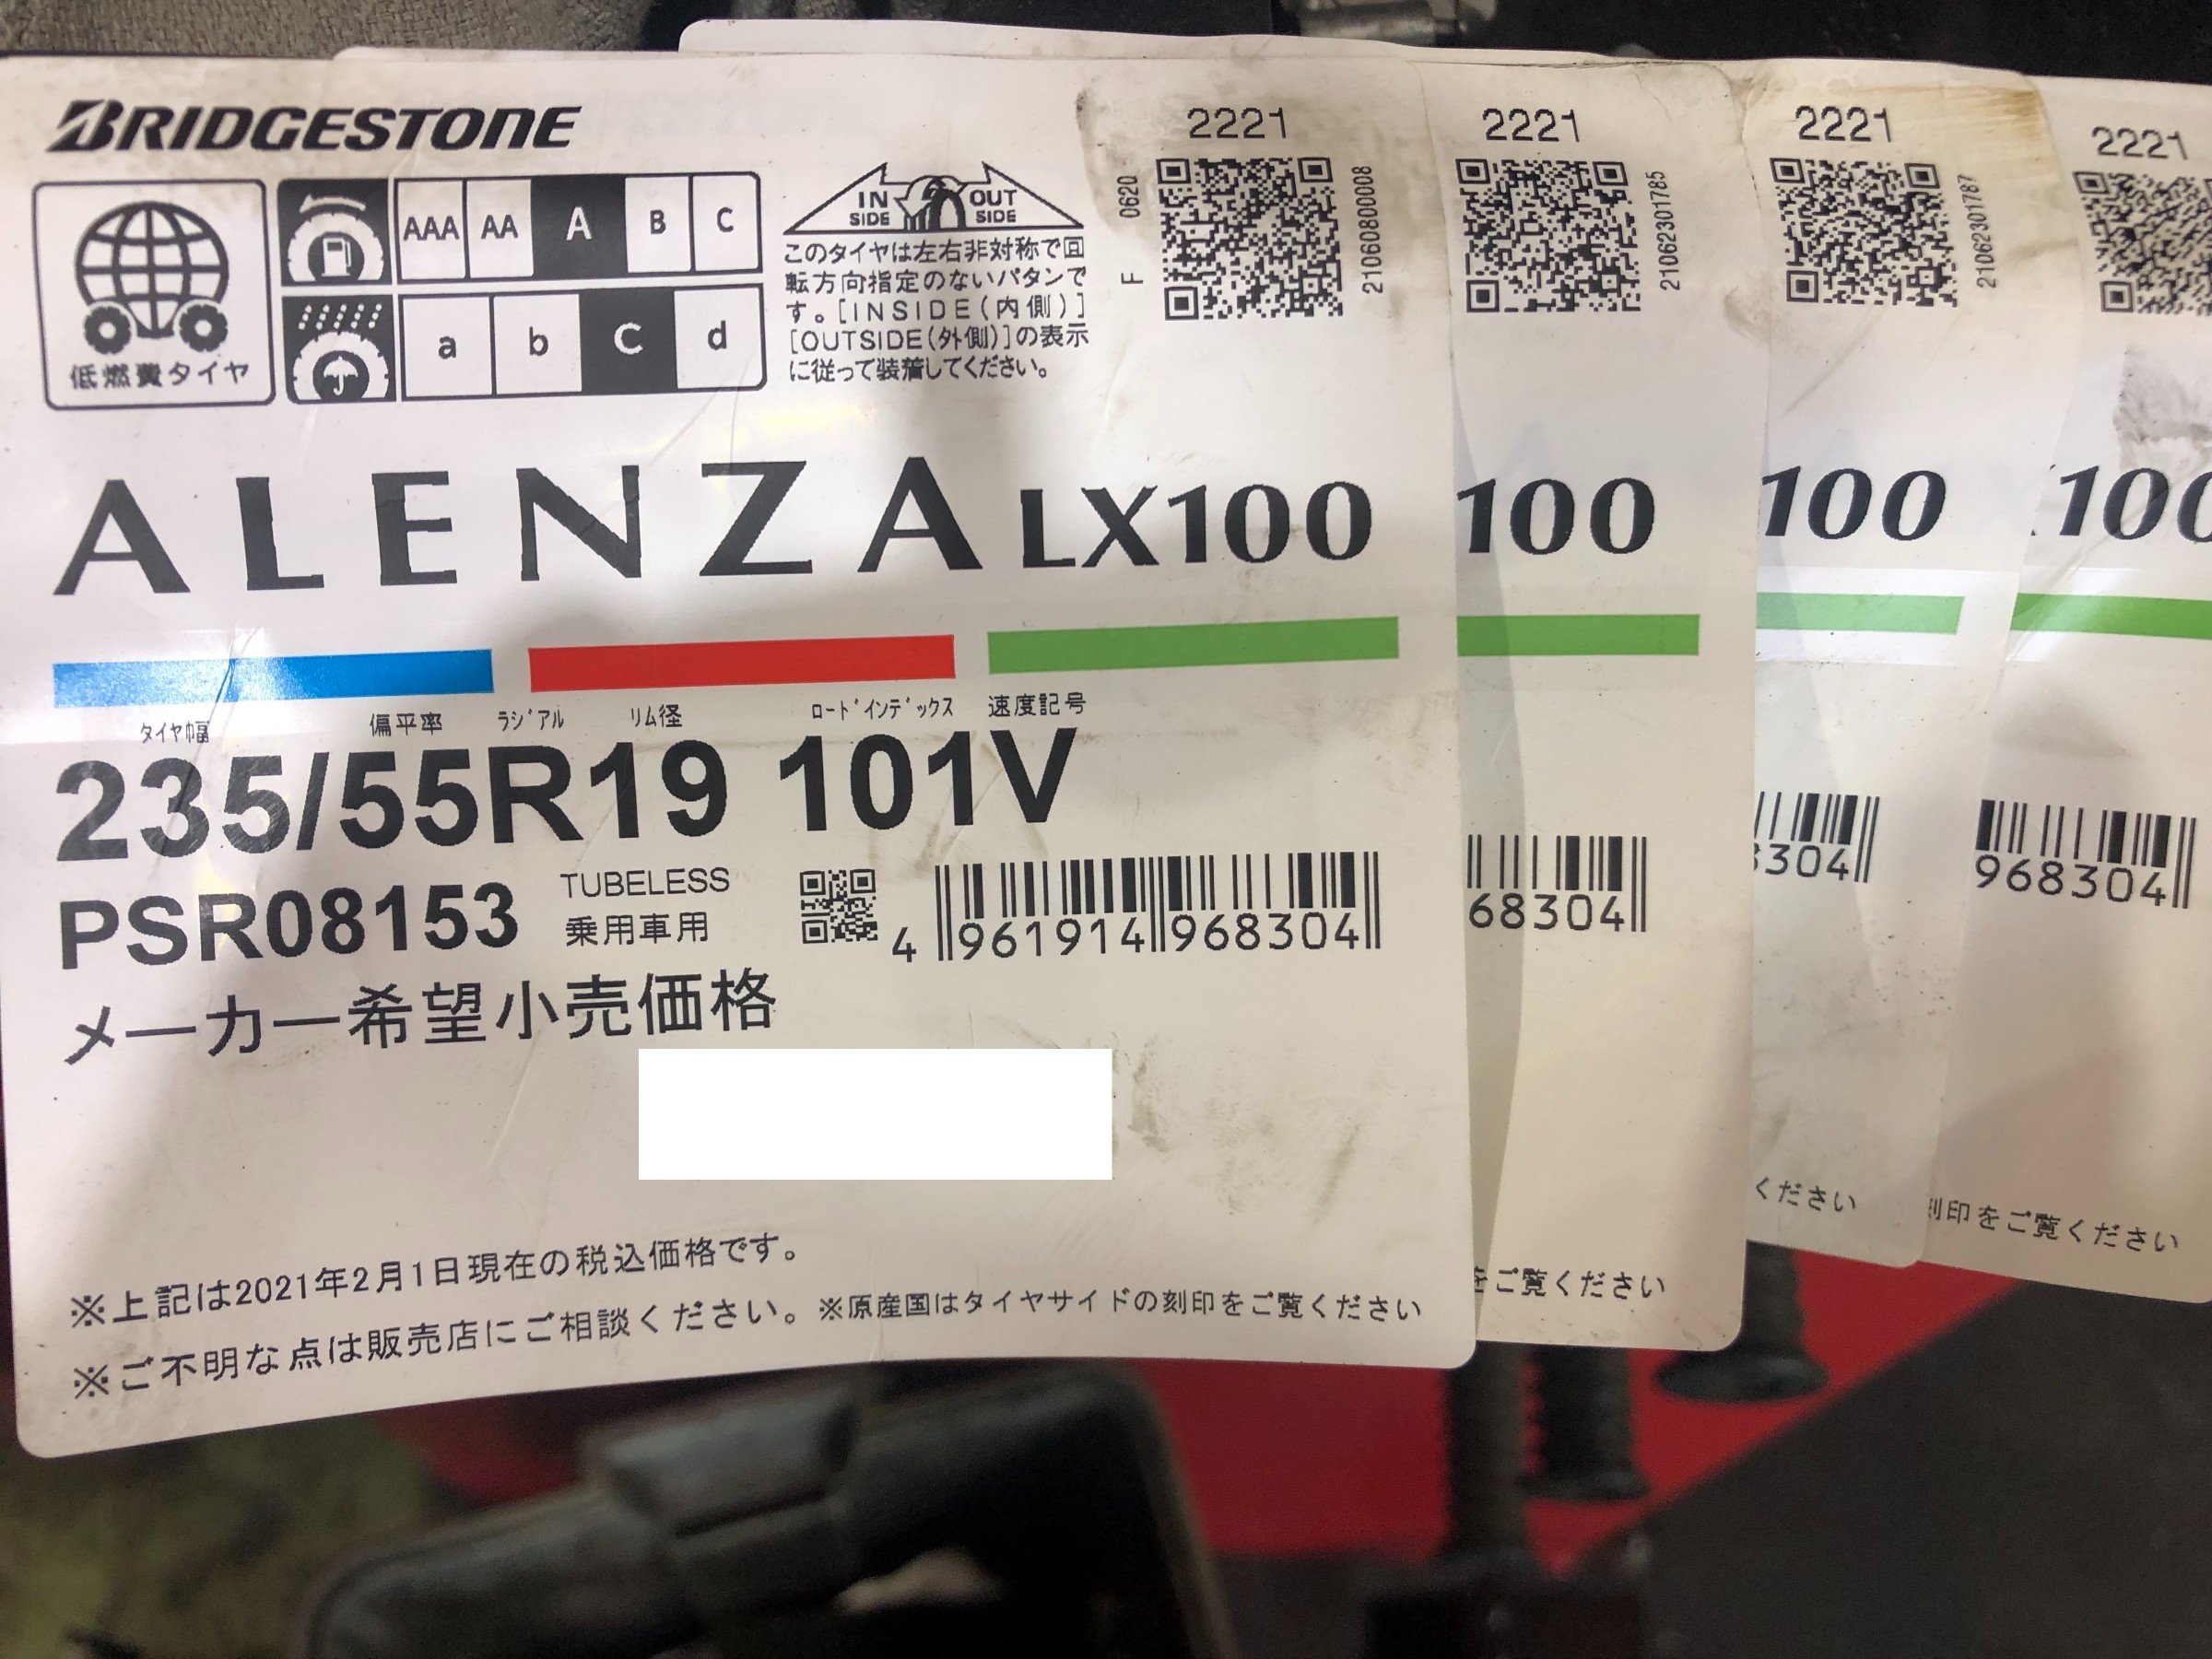 BRIDGESTONE
低燃費タイヤ
AAA AA A B C
a b c d
IN SIDE OUT SIDE
このタイヤは左右非対称で回
転方向指定のないパタンで
す。[INSIDE(内側)]
[OUTSIDE(外側)]の表示
に従って装着してください。
F 0620
2221
21060800008
ALENZA LX100
タイヤ巾 偏平率 ラジアル リム径 ロードインデックス 速度記号
235/55R19 101V
PSR08153
TUBELESS
乗用車用
4 961914 968304
メーカー希望小売価格
※上記は2021年2月1日現在の税込価格です。
※ご不明な点は販売店にご相談ください。※原産国はタイヤサイドの刻印をご覧ください
2221
21062301785
100
68304
をご覧ください
2221
21062301787
100
304
ください
2221
100
968304
刻印をご覧ください